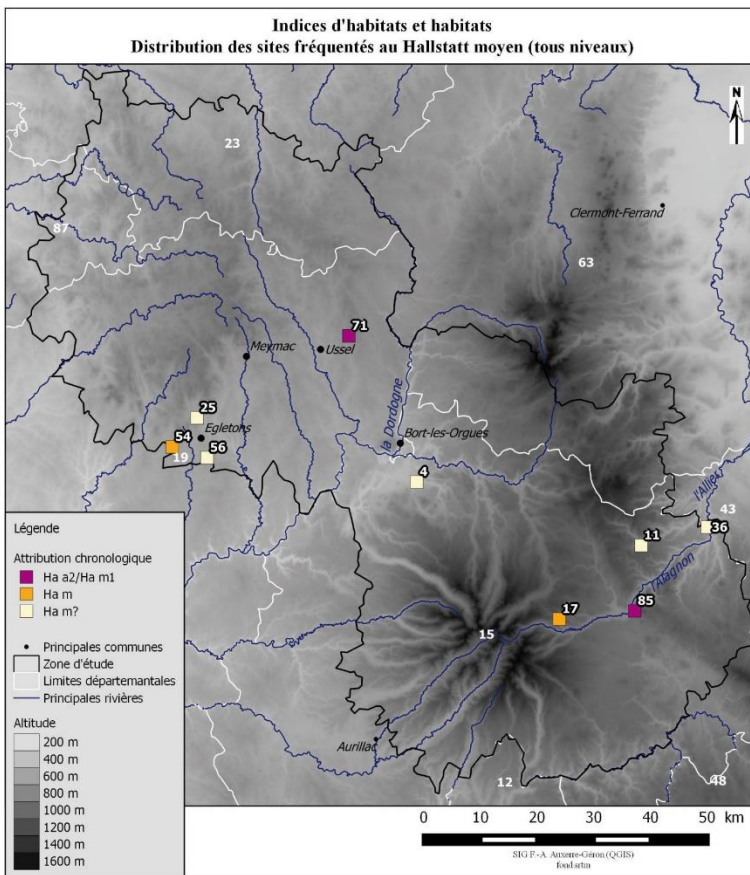 Indices d'habitats et habitats
Distribution des sites fréquentés au Hallstatt moyen (tous niveaux)
N
23
Clermont-Ferrand
87
63
71
Meymac
Ussel
25
la Dordogne
Egletons
Bort-les-Orgues
54
19
56
4
l'Allier
43
36
11
l'Alagnon
85
17
15
Aurillac
12
48
Légende
Attribution chronologique
Ha a2/Ha m1
Ha m
Ha m?
Principales communes
Zone d'étude
Limites départemantales
Principales rivières
Altitude
200 m
400 m
600 m
800 m
1000 m
1200 m
1400 m
1600 m
0 10 20 30 40 50 km
SIG F.-A. Auxerre-Géron (QGIS)
fond srtm